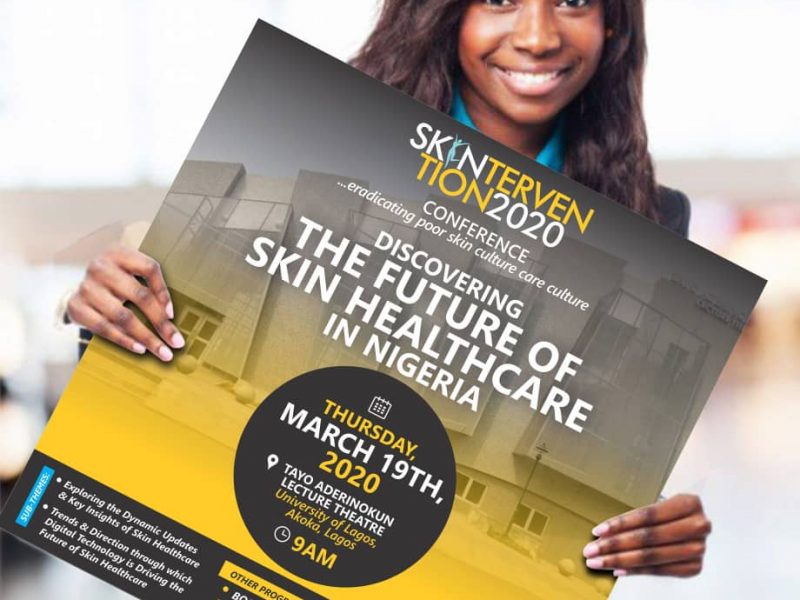 SKINTERVEN
TION2020
CONFERENCE
...eradicating poor skin culture care culture
DISCOVERING
THE FUTURE OF
SKIN HEALTHCARE
IN NIGERIA
THURSDAY,
MARCH 19TH,
2020
TAYO ADERINOKUN
LECTURE THEATRE
University of Lagos,
Akoka, Lagos
9AM
SUB-THEMES:
• Exploring the Dynamic Updates
& Key Insights of Skin Healthcare
• Trends & Direction through which
Digital Technology is Driving the
Future of Skin Healthcare
OTHER PROGR